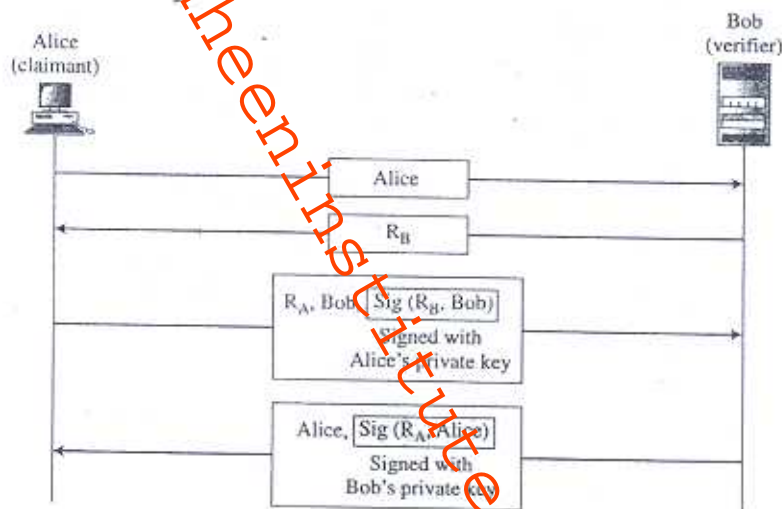 Alice
(claimant)
Bob
(verifier)
Alice
R_B
R_A, Bob, Sig (R_B, Bob)
Signed with
Alice's private key
Alice, Sig (R_A, Alice)
Signed with
Bob's private key
heeninstitute